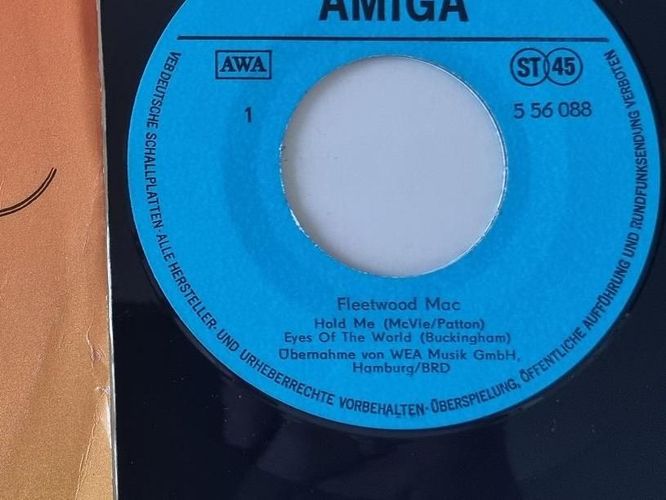 AMIGA
AWA
ST 45
1
5 56 088
Fleetwood Mac
Hold Me (McVie/Patton)
Eyes Of The World (Buckingham)
Übernahme von WEA Musik GmbH,
Hamburg/BRD
VEB DEUTSCHE SCHALLPLATTEN·ALLE HERSTELLER- UND URHEBERRECHTE VORBEHALTEN·ÜBERSPIELUNG, ÖFFENTLICHE AUFFÜHRUNG UND RUNDFUNKSENDUNG VERBOTEN